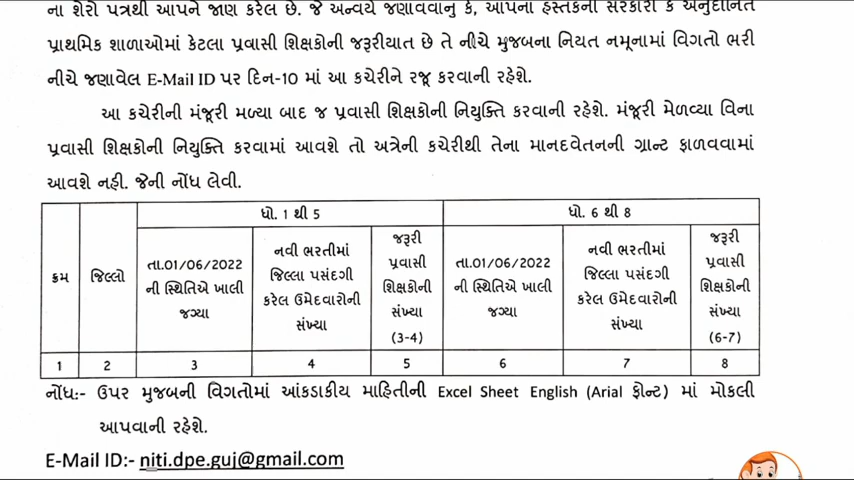 ના શેરો પત્રથી આપને જાણ કરેલ છે. જે અન્વયે જણાવવાનુ કે, આપના હસ્તકની સરકારી કે અનુદાનિત
પ્રાથમિક શાળાઓમાં કેટલા પ્રવાસી શિક્ષકોની જરૂરીયાત છે તે નીચે મુજબના નિયત નમૂનામાં વિગતો ભરી
નીચે જણાવેલ E-Mail ID પર દિન-10 માં આ કચેરીને રજૂ કરવાની રહેશે.
આ કચેરીની મંજૂરી મળ્યા બાદ જ પ્રવાસી શિક્ષકોની નિયુક્તિ કરવાની રહેશે. મંજૂરી મેળવ્યા વિના
પ્રવાસી શિક્ષકોની નિયુક્તિ કરવામાં આવશે તો અત્રેની કચેરીથી તેના માનદવેતનની ગ્રાન્ટ ફાળવવામાં
આવશે નહી. જેની નોંધ લેવી.
ક્રમ
જિલ્લો
ધો. 1 થી 5
ધો. 6 થી 8
તા.01/06/2022
ની સ્થિતિએ ખાલી
જગ્યા
નવી ભરતીમાં
જિલ્લા પસંદગી
કરેલ ઉમેદવારોની
સંખ્યા
જરૂરી
પ્રવાસી
શિક્ષકોની
સંખ્યા
(3-4)
તા.01/06/2022
ની સ્થિતિએ ખાલી
જગ્યા
નવી ભરતીમાં
જિલ્લા પસંદગી
કરેલ ઉમેદવારોની
સંખ્યા
જરૂરી
પ્રવાસી
શિક્ષકોની
સંખ્યા
(6-7)
1 2 3 4 5 6 7 8
નોંધ:- ઉપર મુજબની વિગતોમાં આંકડાકીય માહિતીની Excel Sheet English (Arial ફોન્ટ) માં મોકલી
આપવાની રહેશે.
E-Mail ID:- niti.dpe.guj@gmail.com